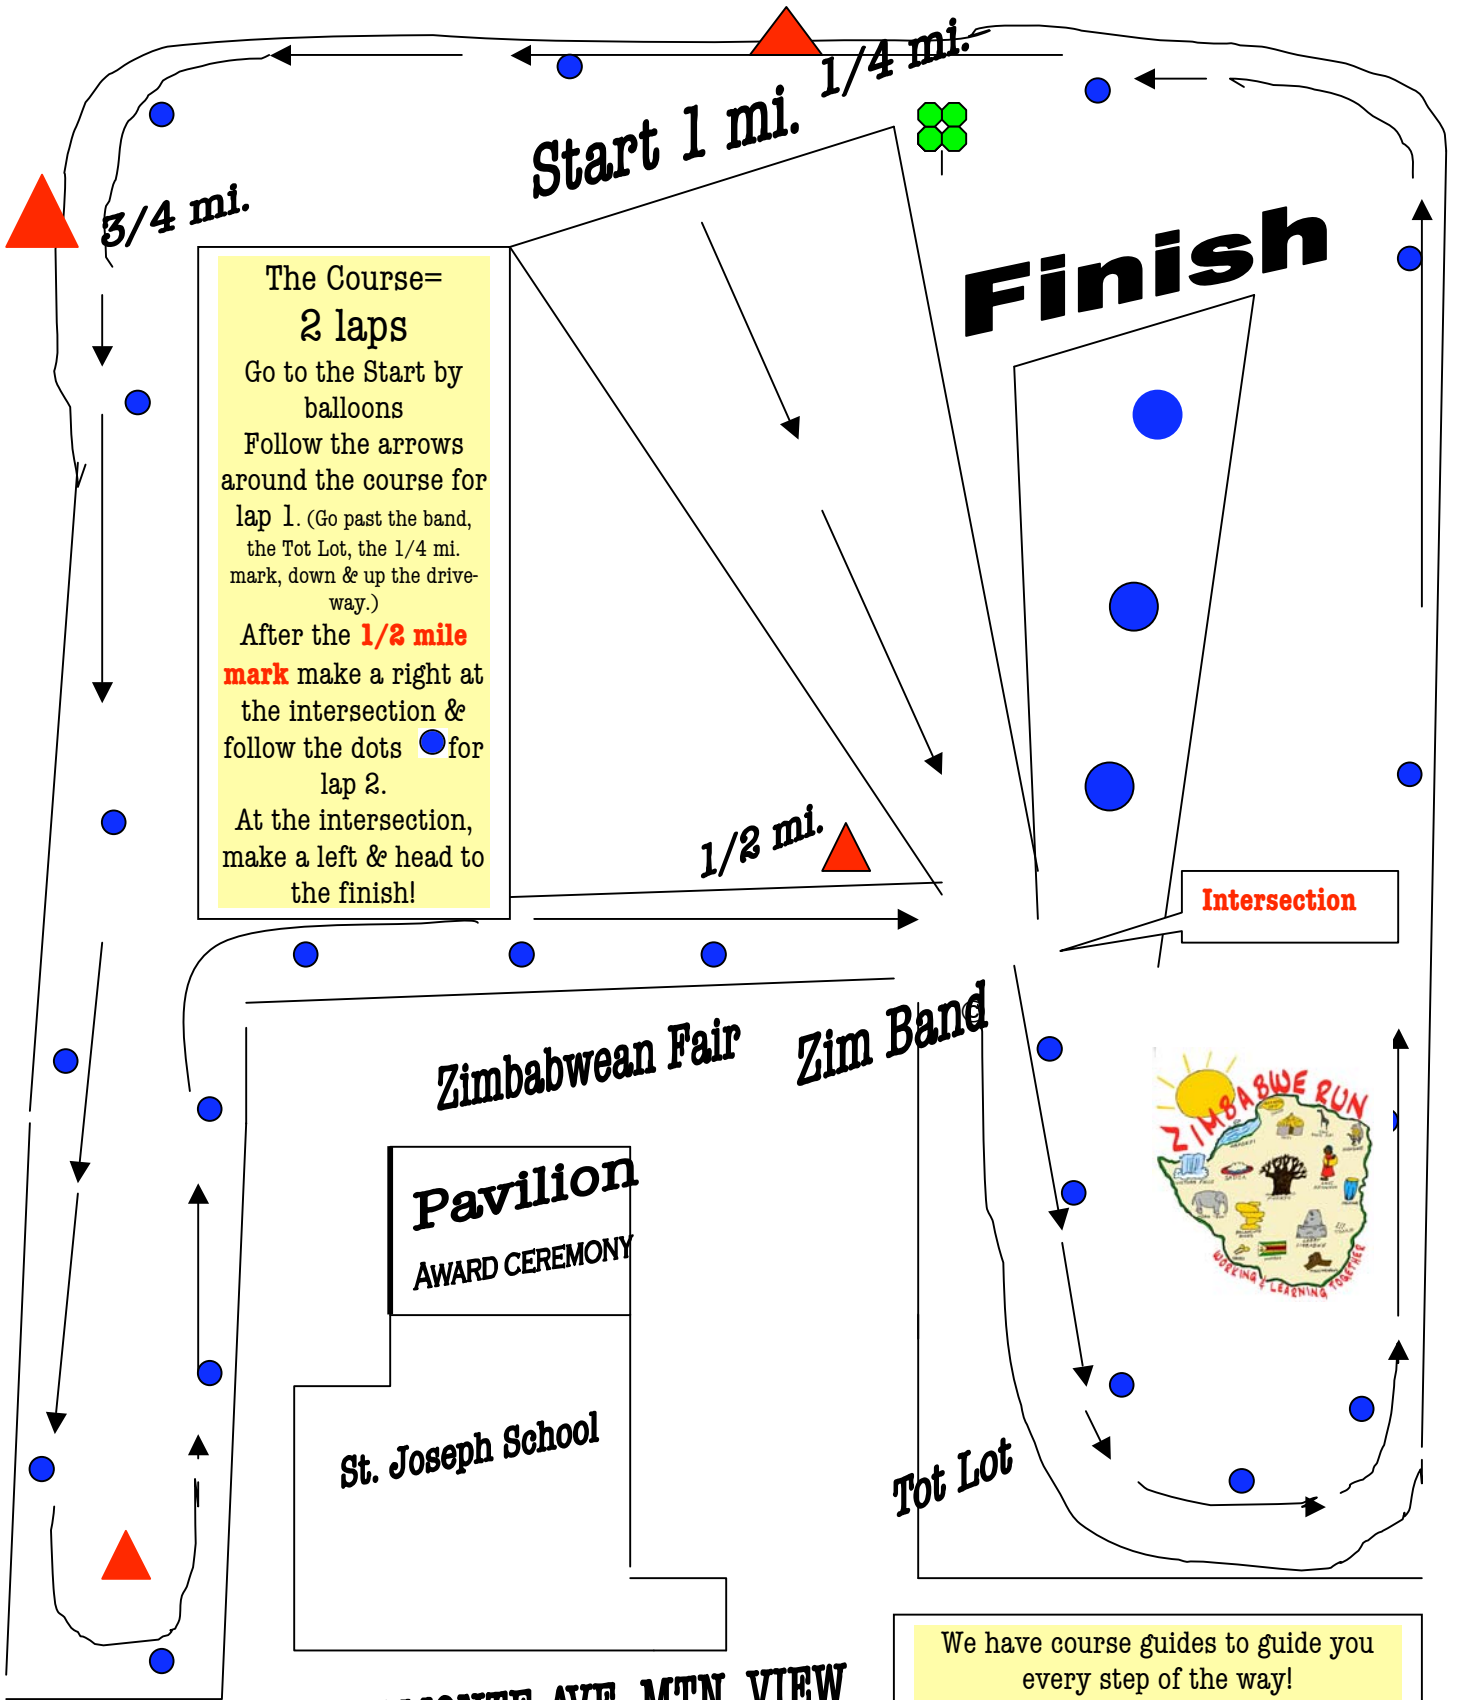 1/4 mi.
Start 1 mi.
3/4 mi.
Finish
The Course=
2 laps
Go to the Start by
balloons
Follow the arrows
around the course for
lap 1. (Go past the band,
the Tot Lot, the 1/4 mi.
mark, down & up the drive-
way.)
After the 1/2 mile
mark make a right at
the intersection &
follow the dots for
lap 2.
At the intersection,
make a left & head to
the finish!
1/2 mi.
Intersection
Zimbabwean Fair
Zim Band
©
ZIMBABWE RUN
WORKING & LEARNING TOGETHER
Pavilion
AWARD CEREMONY
St. Joseph School
Tot Lot
We have course guides to guide you
every step of the way!
AVE. MTN. VIEW